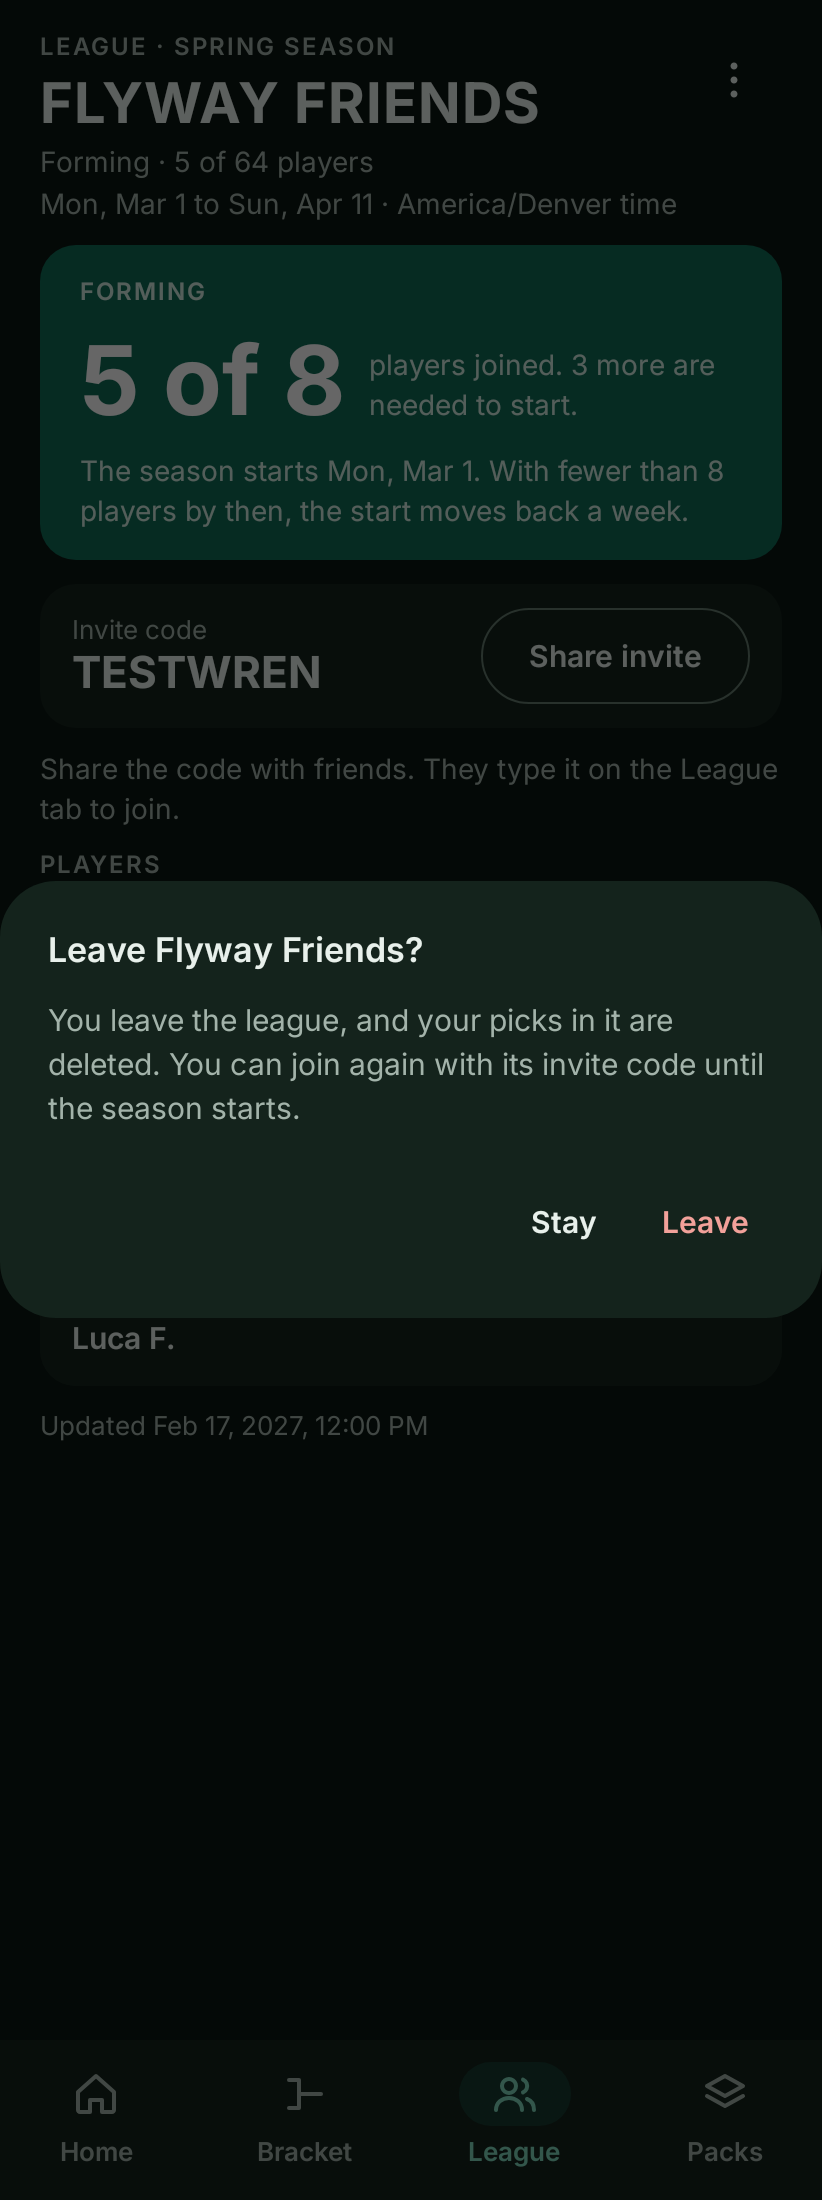 LEAGUE · SPRING SEASON
FLYWAY FRIENDS
Forming · 5 of 64 players
Mon, Mar 1 to Sun, Apr 11 · America/Denver time
FORMING
5 of 8
players joined. 3 more are
needed to start.
The season starts Mon, Mar 1. With fewer than 8
players by then, the start moves back a week.
Invite code
TESTWREN
Share invite
Share the code with friends. They type it on the League
tab to join.
PLAYERS
Leave Flyway Friends?
You leave the league, and your picks in it are
deleted. You can join again with its invite code until
the season starts.
Stay
Leave
Luca F.
Updated Feb 17, 2027, 12:00 PM
Home
Bracket
League
Packs